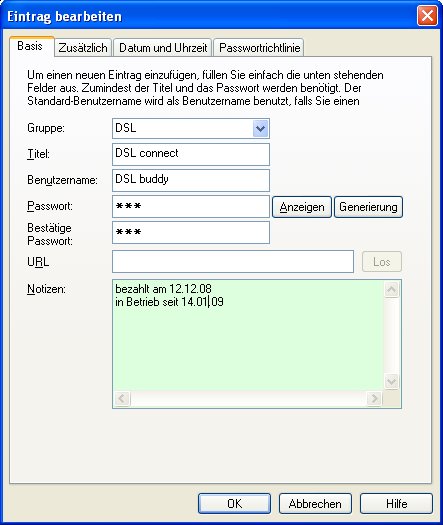 Eintrag bearbeiten
Basis Zusätzlich Datum und Uhrzeit Passwortrichtlinie
Um einen neuen Eintrag einzufügen, füllen Sie einfach die unten stehenden
Felder aus. Zumindest der Titel und das Passwort werden benötigt. Der
Standard-Benutzername wird als Benutzername benutzt, falls Sie einen
Gruppe: DSL
Titel: DSL connect
Benutzername: DSL buddy
Passwort: *** Anzeigen Generierung
Bestätige
Passwort: ***
URL Los
Notizen: bezahlt am 12.12.08
in Betrieb seit 14.01.09
OK Abbrechen Hilfe